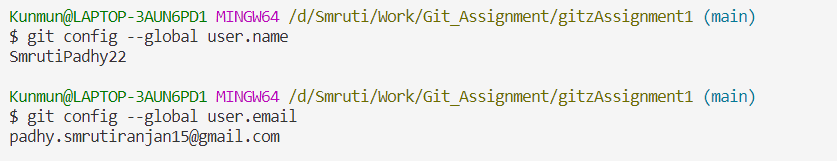 Kunmun@LAPTOP-3AUN6PD1 MINGW64 /d/Smruti/Work/Git_Assignment/gitzAssignment1 (main)
$ git config --global user.name
SmrutiPadhy22
Kunmun@LAPTOP-3AUN6PD1 MINGW64 /d/Smruti/Work/Git_Assignment/gitzAssignment1 (main)
$ git config --global user.email
padhy.smrutiranjan15@gmail.com